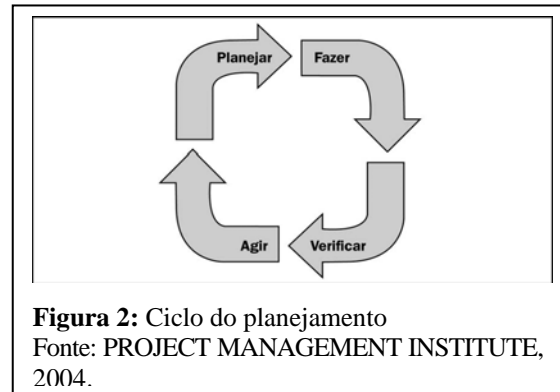 Planejar Fazer
Agir Verificar
Figura 2: Ciclo do planejamento
Fonte: PROJECT MANAGEMENT INSTITUTE,
2004.